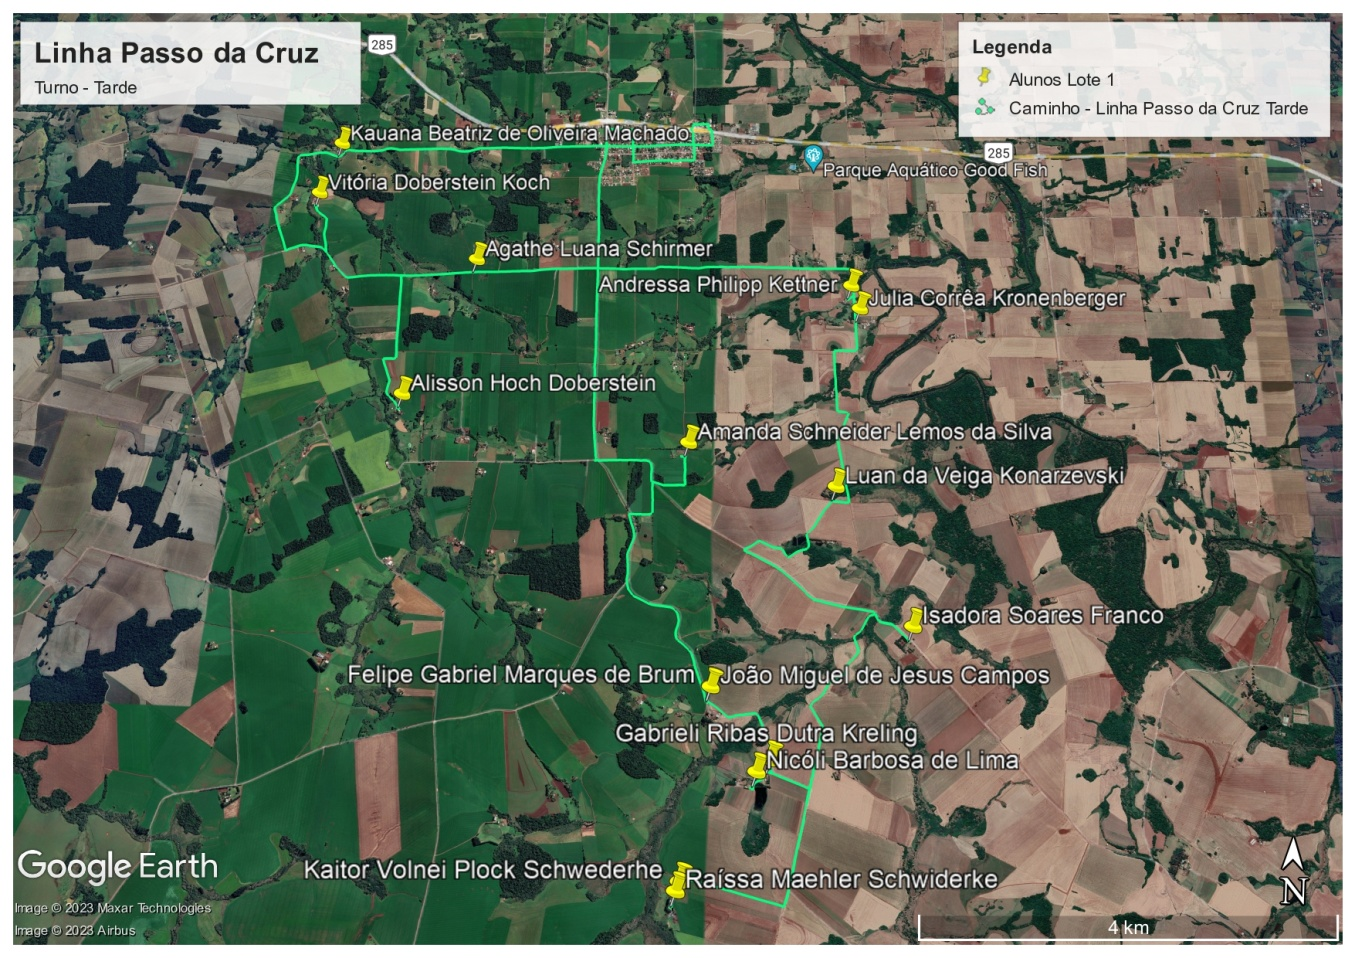 Linha Passo da Cruz
Turno - Tarde
285
Legenda
Alunos Lote 1
Caminho - Linha Passo da Cruz Tarde
Kauana Beatriz de Oliveira Machado
285
Parque Aquático Good Fish
Vitória Doberstein Koch
Agathe Luana Schirmer
Andressa Philipp Kettner
Julia Corrêa Kronenberger
Alisson Hoch Doberstein
Amanda Schneider Lemos da Silva
Luan da Veiga Konarzevski
Isadora Soares Franco
Felipe Gabriel Marques de Brum
João Miguel de Jesus Campos
Gabrieli Ribas Dutra Kreling
Nicóli Barbosa de Lima
Kaitor Volnei Plock Schwederhe
Raíssa Maehler Schwiderke
Google Earth
Image © 2023 Maxar Technologies
Image © 2023 Airbus
N
4 km